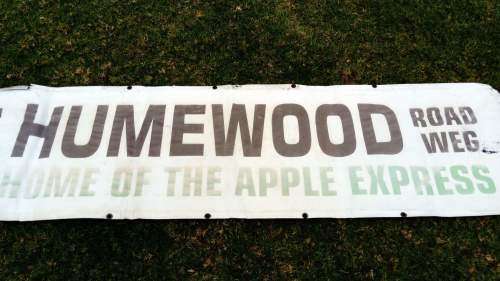 HUMEWOOD ROAD
WEG
HOME OF THE APPLE EXPRESS